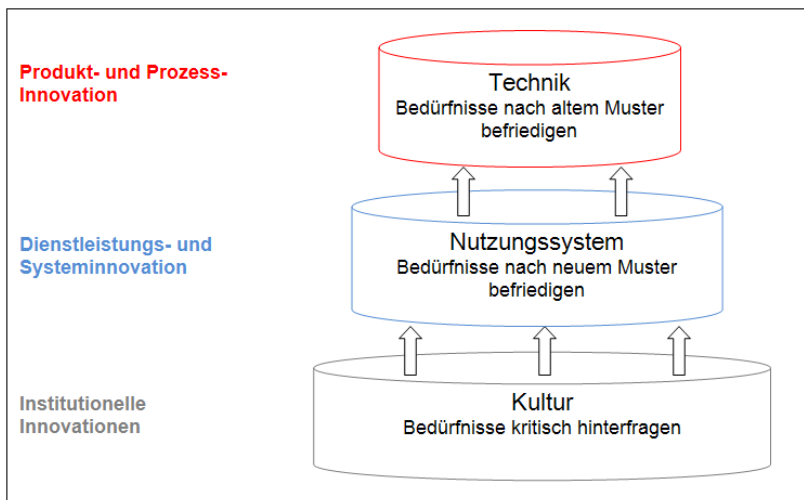 Produkt- und Prozess-
Innovation
Technik
Bedürfnisse nach altem Muster
befriedigen
Dienstleistungs- und
Systeminnovation
Nutzungssystem
Bedürfnisse nach neuem Muster
befriedigen
Institutionelle
Innovationen
Kultur
Bedürfnisse kritisch hinterfragen